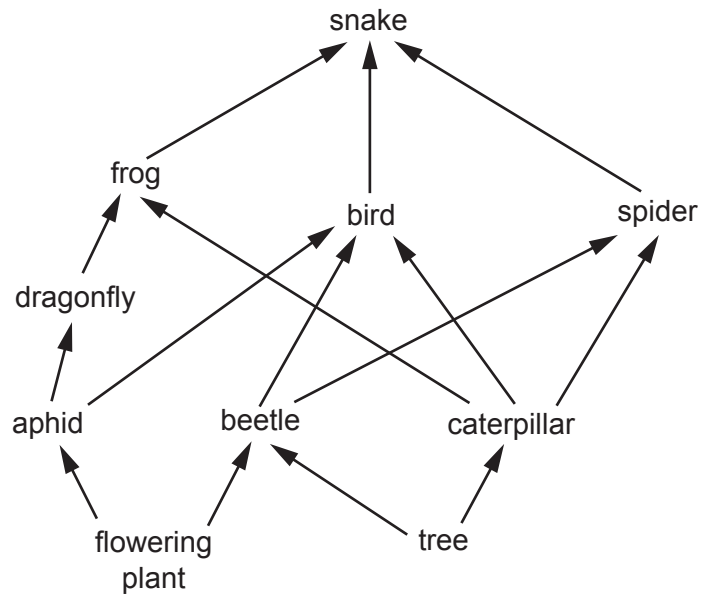 snake
frog
bird
spider
dragonfly
aphid
beetle
caterpillar
flowering
plant
tree